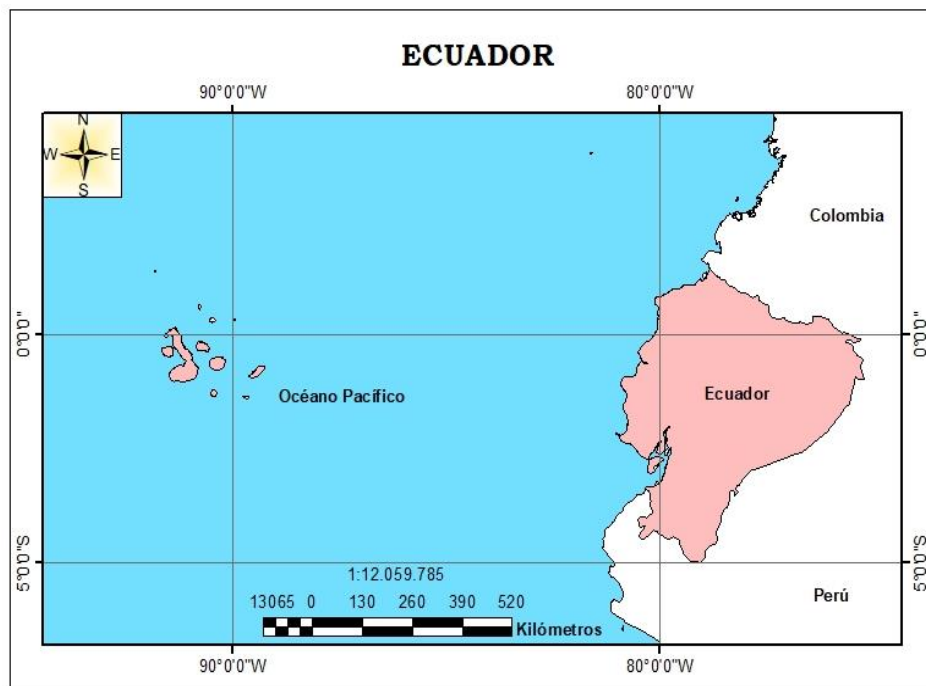 ECUADOR
90°0'0"W 80°0'0"W
N
W E
S
Colombia
0°0'0" 0°0'0"
Ecuador
Océano Pacífico
5°0'0"S 5°0'0"S
1:12.059.785
13065 0 130 260 390 520
Kilómetros
Perú
90°0'0"W 80°0'0"W